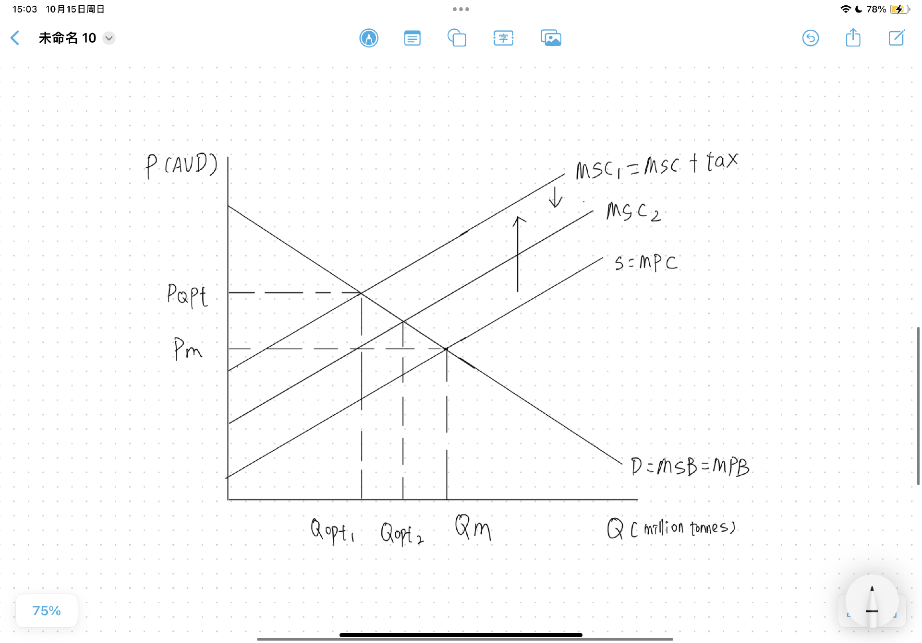 15:03 10月15日周日
78%
未命名 10
字
P (AUD)
MSC₁ = MSC + tax
MSC₂
S = MPC
PQpt
Pm
D = MSB = MPB
Qopt₁ Qopt₂ Qm Q (million tonnes)
75%